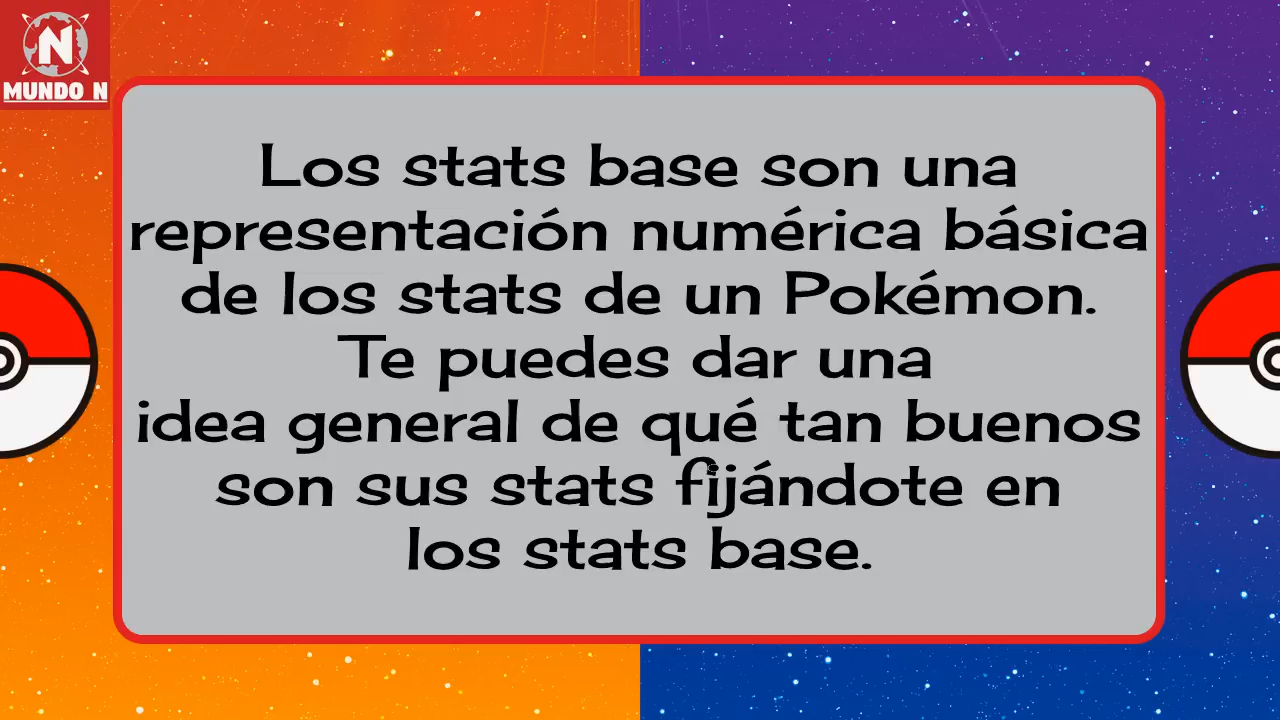 N
MUNDO N
Los stats base son una
representación numérica básica
de los stats de un Pokémon.
Te puedes dar una
idea general de qué tan buenos
son sus stats fijándote en
los stats base.